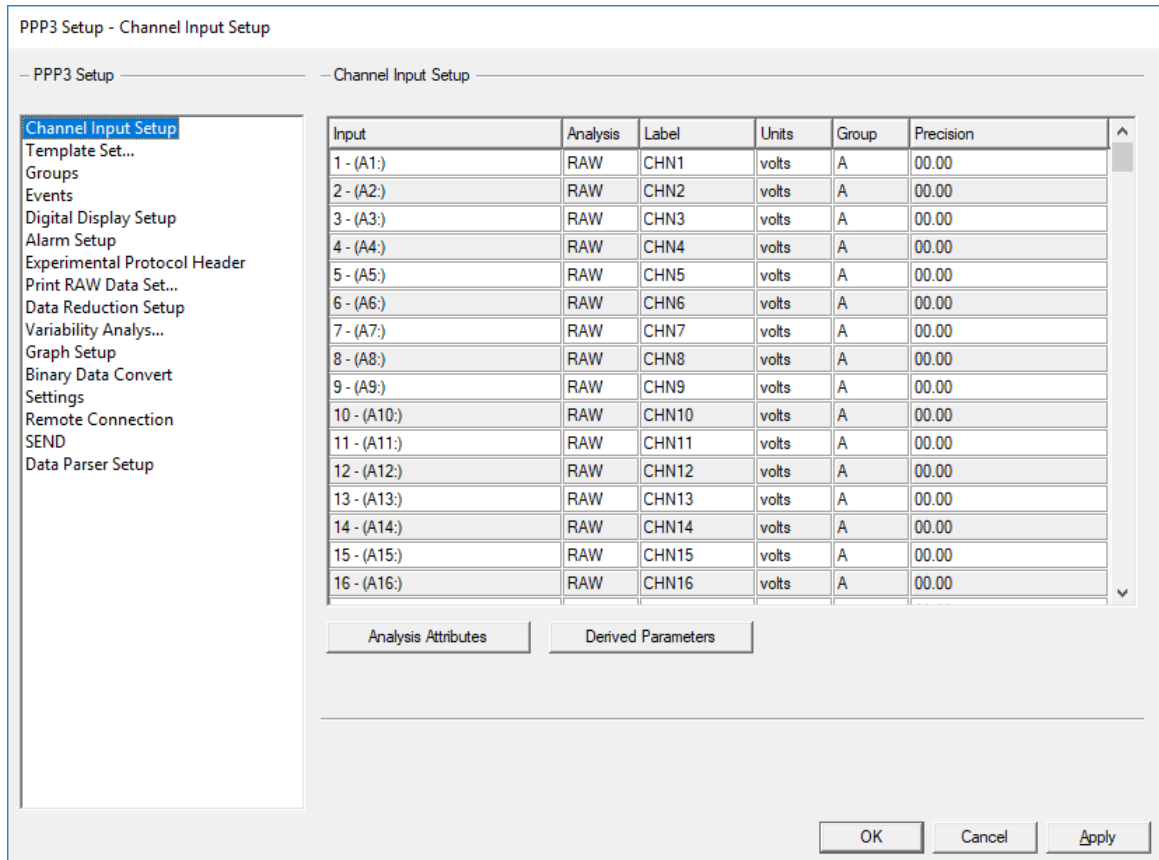 PPP3 Setup - Channel Input Setup
PPP3 Setup
Channel Input Setup
Template Set...
Groups
Events
Digital Display Setup
Alarm Setup
Experimental Protocol Header
Print RAW Data Set...
Data Reduction Setup
Variability Analys...
Graph Setup
Binary Data Convert
Settings
Remote Connection
SEND
Data Parser Setup
Channel Input Setup
Input Analysis Label Units Group Precision
1 - (A1:) RAW CHN1 volts A 00.00
2 - (A2:) RAW CHN2 volts A 00.00
3 - (A3:) RAW CHN3 volts A 00.00
4 - (A4:) RAW CHN4 volts A 00.00
5 - (A5:) RAW CHN5 volts A 00.00
6 - (A6:) RAW CHN6 volts A 00.00
7 - (A7:) RAW CHN7 volts A 00.00
8 - (A8:) RAW CHN8 volts A 00.00
9 - (A9:) RAW CHN9 volts A 00.00
10 - (A10:) RAW CHN10 volts A 00.00
11 - (A11:) RAW CHN11 volts A 00.00
12 - (A12:) RAW CHN12 volts A 00.00
13 - (A13:) RAW CHN13 volts A 00.00
14 - (A14:) RAW CHN14 volts A 00.00
15 - (A15:) RAW CHN15 volts A 00.00
16 - (A16:) RAW CHN16 volts A 00.00
Analysis Attributes Derived Parameters
OK Cancel Apply